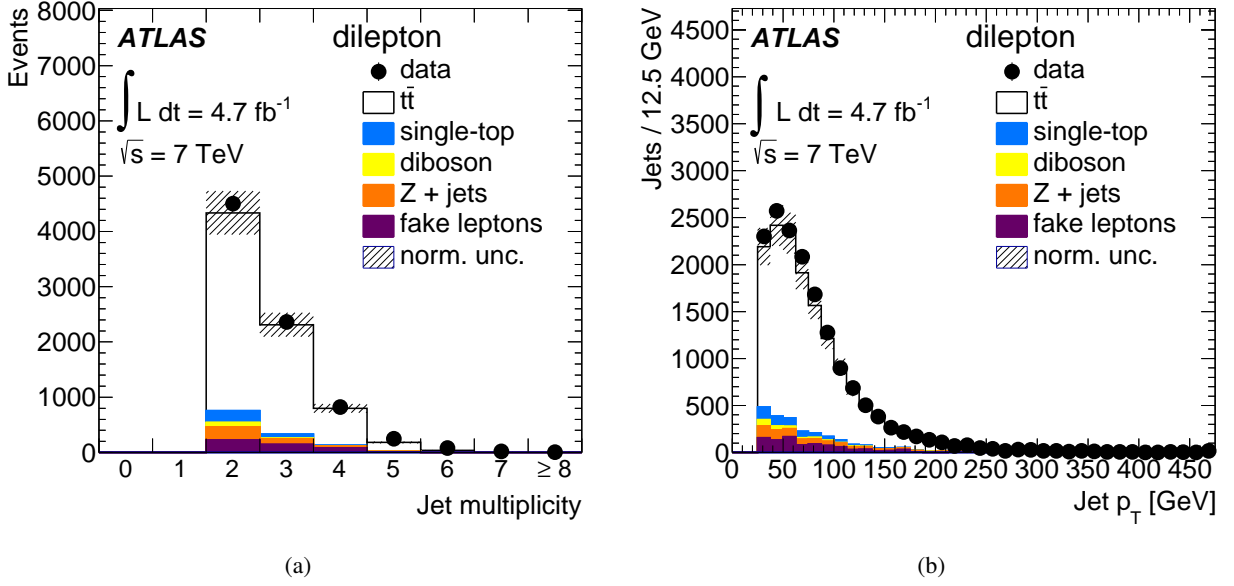 Events
8000
7000
6000
5000
4000
3000
2000
1000
0
ATLAS
dilepton
∫ L dt = 4.7 fb⁻¹
√s = 7 TeV
data
tt̄
single-top
diboson
Z + jets
fake leptons
norm. unc.
0 1 2 3 4 5 6 7 ≥ 8
Jet multiplicity
(a)
Jets / 12.5 GeV
4500
4000
3500
3000
2500
2000
1500
1000
500
0
ATLAS
dilepton
∫ L dt = 4.7 fb⁻¹
√s = 7 TeV
data
tt̄
single-top
diboson
Z + jets
fake leptons
norm. unc.
0 50 100 150 200 250 300 350 400 450
Jet p_T [GeV]
(b)